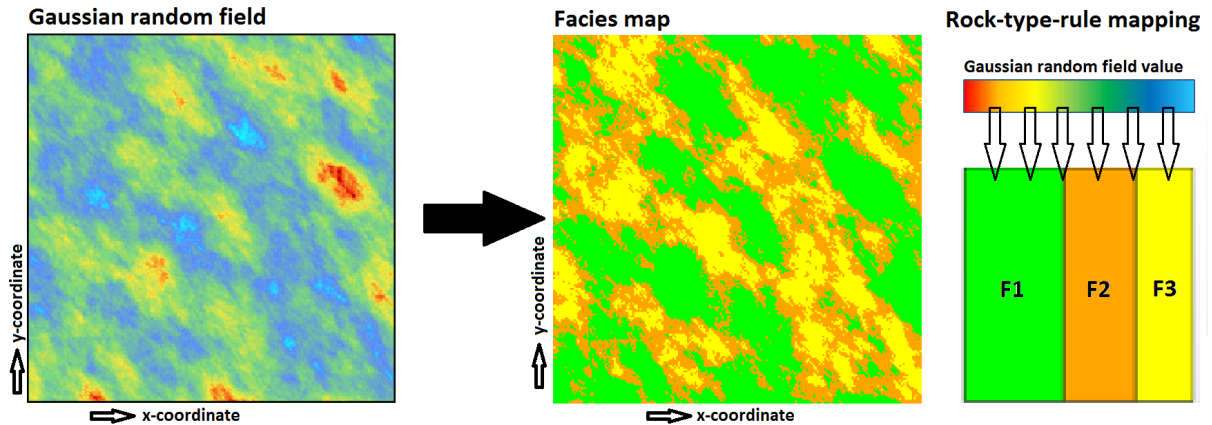 Gaussian random field
Facies map
Rock-type-rule mapping
Gaussian random field value
y-coordinate
x-coordinate
y-coordinate
x-coordinate
F1
F2
F3